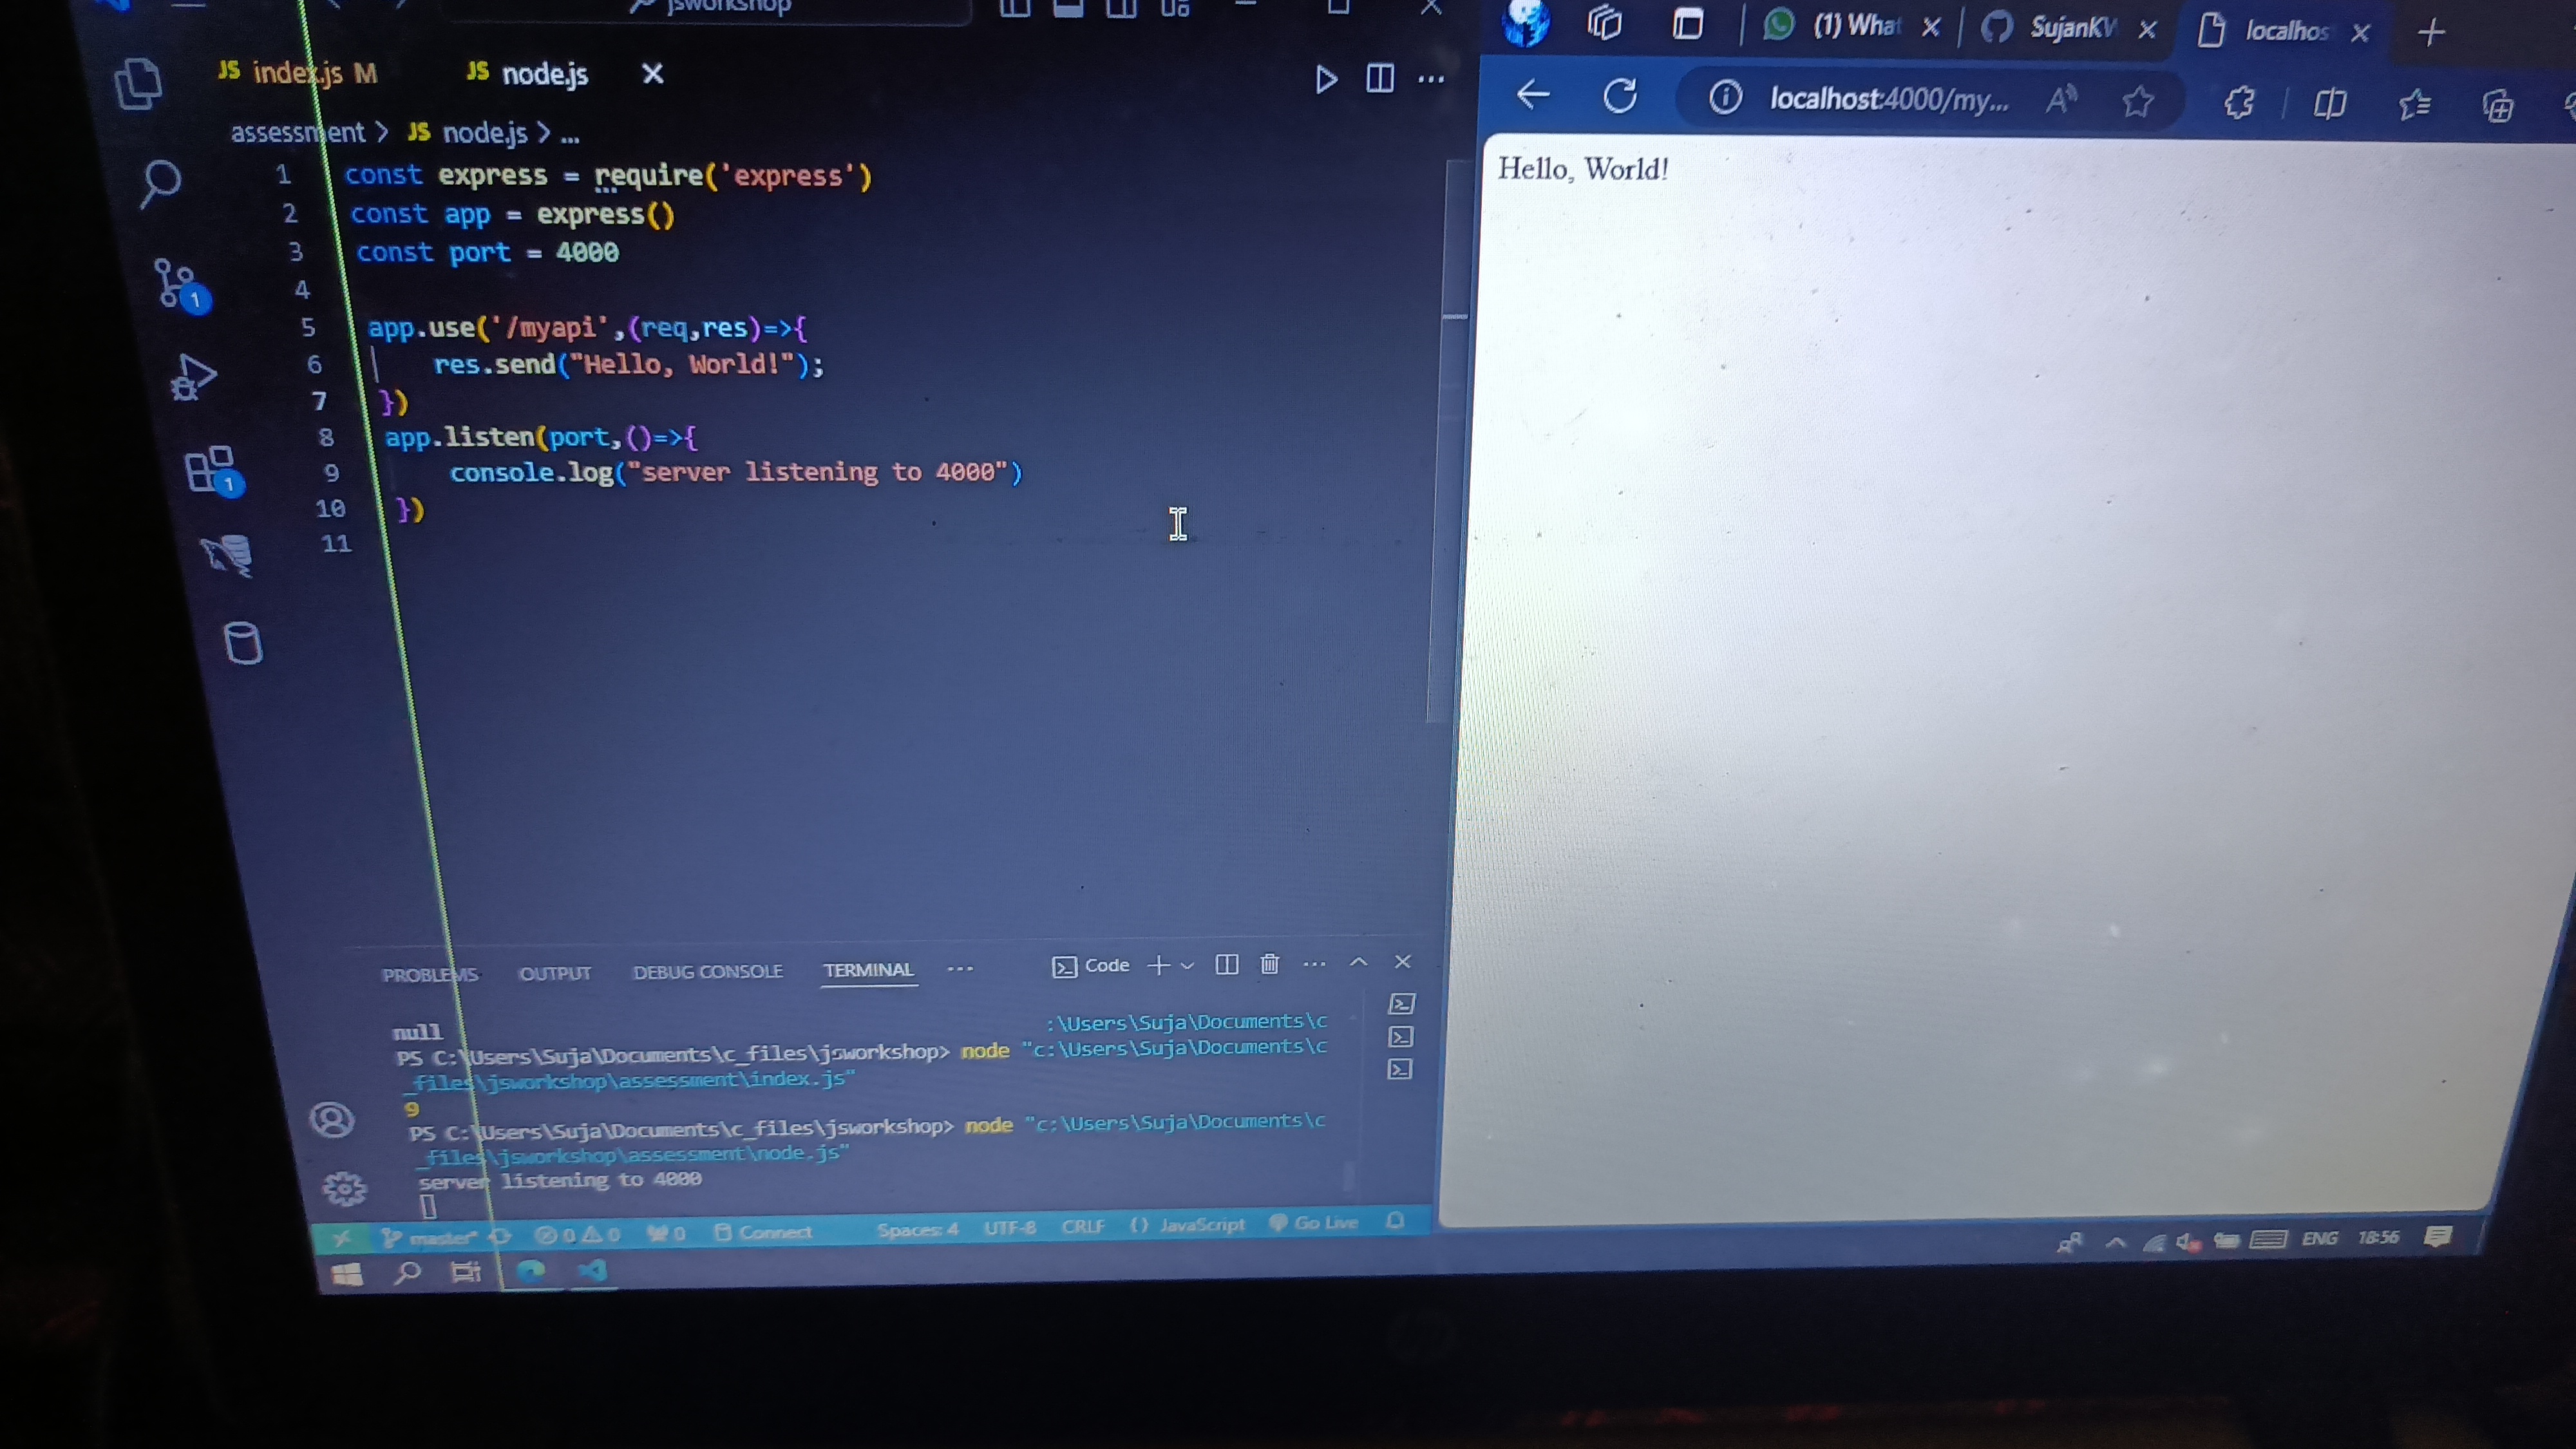 jsworkshop
JS index.js M
JS node.js
assessment > JS node.js > ...
1 const express = require('express')
2 const app = express()
3 const port = 4000
4
5 app.use('/myapi',(req,res)=>{
6 res.send("Hello, World!");
7 })
8 app.listen(port,()=>{
9 console.log("server listening to 4000")
10 })
11
1
1
PROBLEMS OUTPUT DEBUG CONSOLE TERMINAL ...
Code
:\Users\Suja\Documents\c
null
PS C:\Users\Suja\Documents\c_files\jsworkshop> node "c:\Users\Suja\Documents\c
_files\jsworkshop\assessment\index.js"
9
PS C:\Users\Suja\Documents\c_files\jsworkshop> node "c:\Users\Suja\Documents\c
_files\jsworkshop\assessment\node.js"
server listening to 4000
master* 0 0 0 Connect Spaces: 4 UTF-8 CRLF {} JavaScript Go Live
(1) What
SujanKW
localhos
localhost:4000/my...
Hello, World!
ENG 18:56